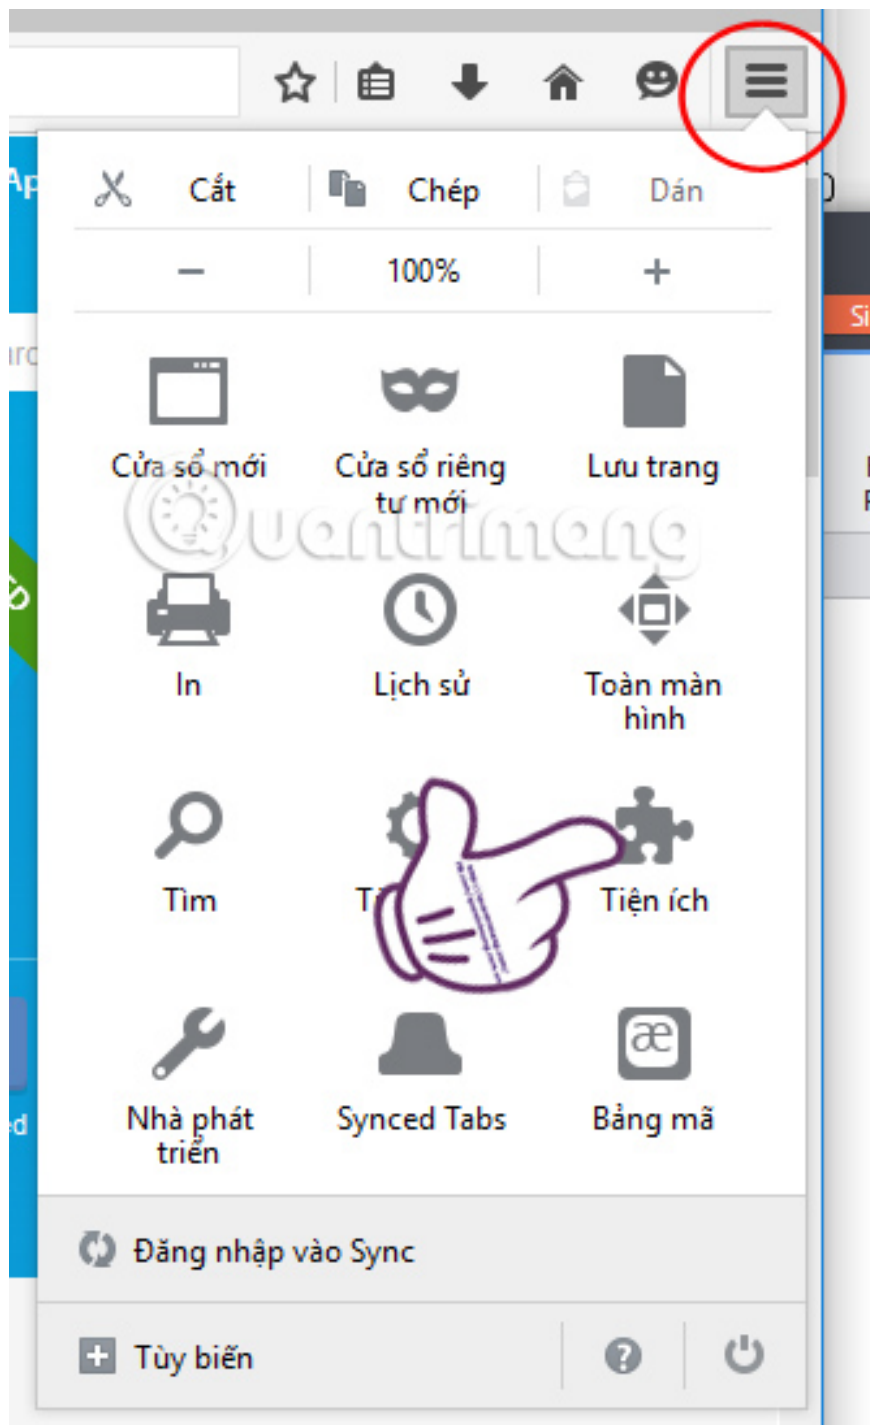 Cắt
Chép
Dán
100%
Cửa sổ mới
Cửa sổ riêng
tư mới
Lưu trang
Quantrimang
In
Lịch sử
Toàn màn
hình
Tìm
Tiện ích
Nhà phát
triển
Synced Tabs
æ
Bảng mã
Đăng nhập vào Sync
Tùy biến